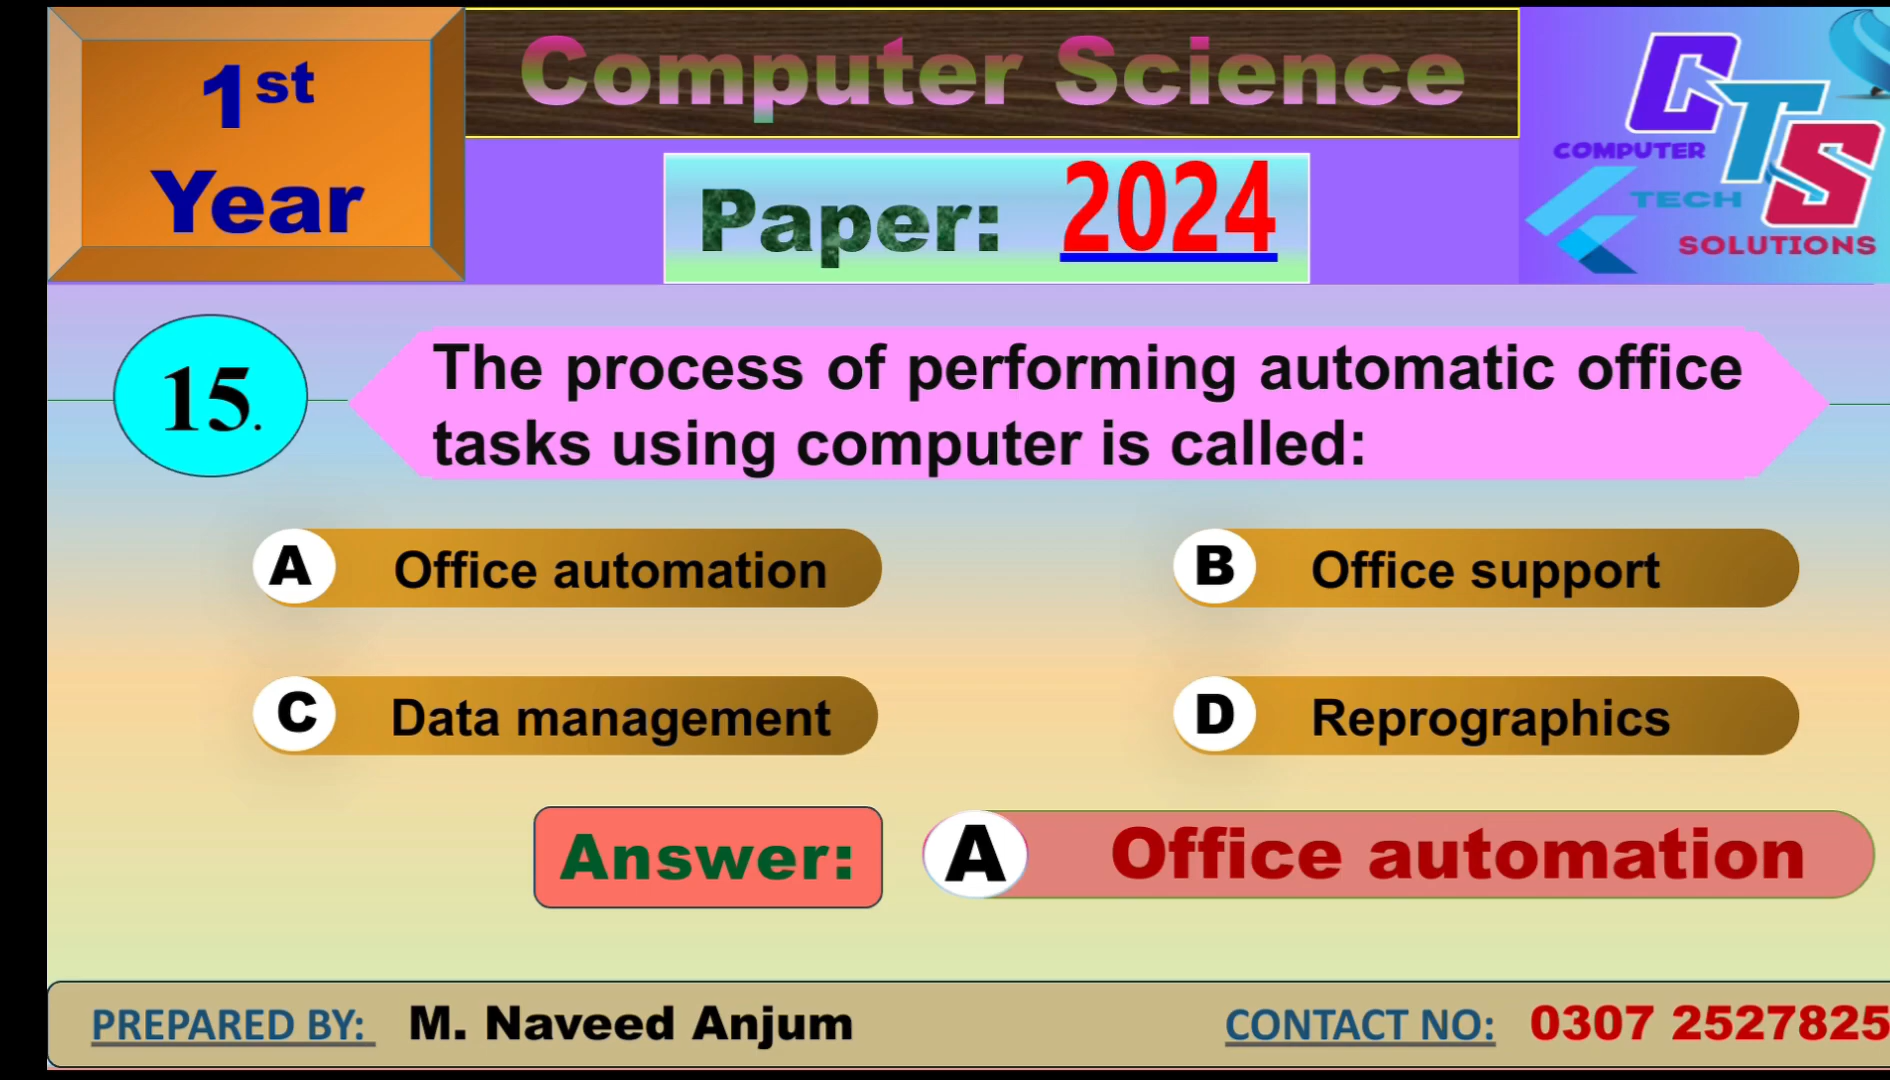 1st
Year
Computer Science
Paper: 2024
CTS
COMPUTER
TECH
SOLUTIONS
15.
The process of performing automatic office
tasks using computer is called:
A Office automation
B Office support
C Data management
D Reprographics
Answer: A Office automation
PREPARED BY: M. Naveed Anjum
CONTACT NO: 0307 2527825